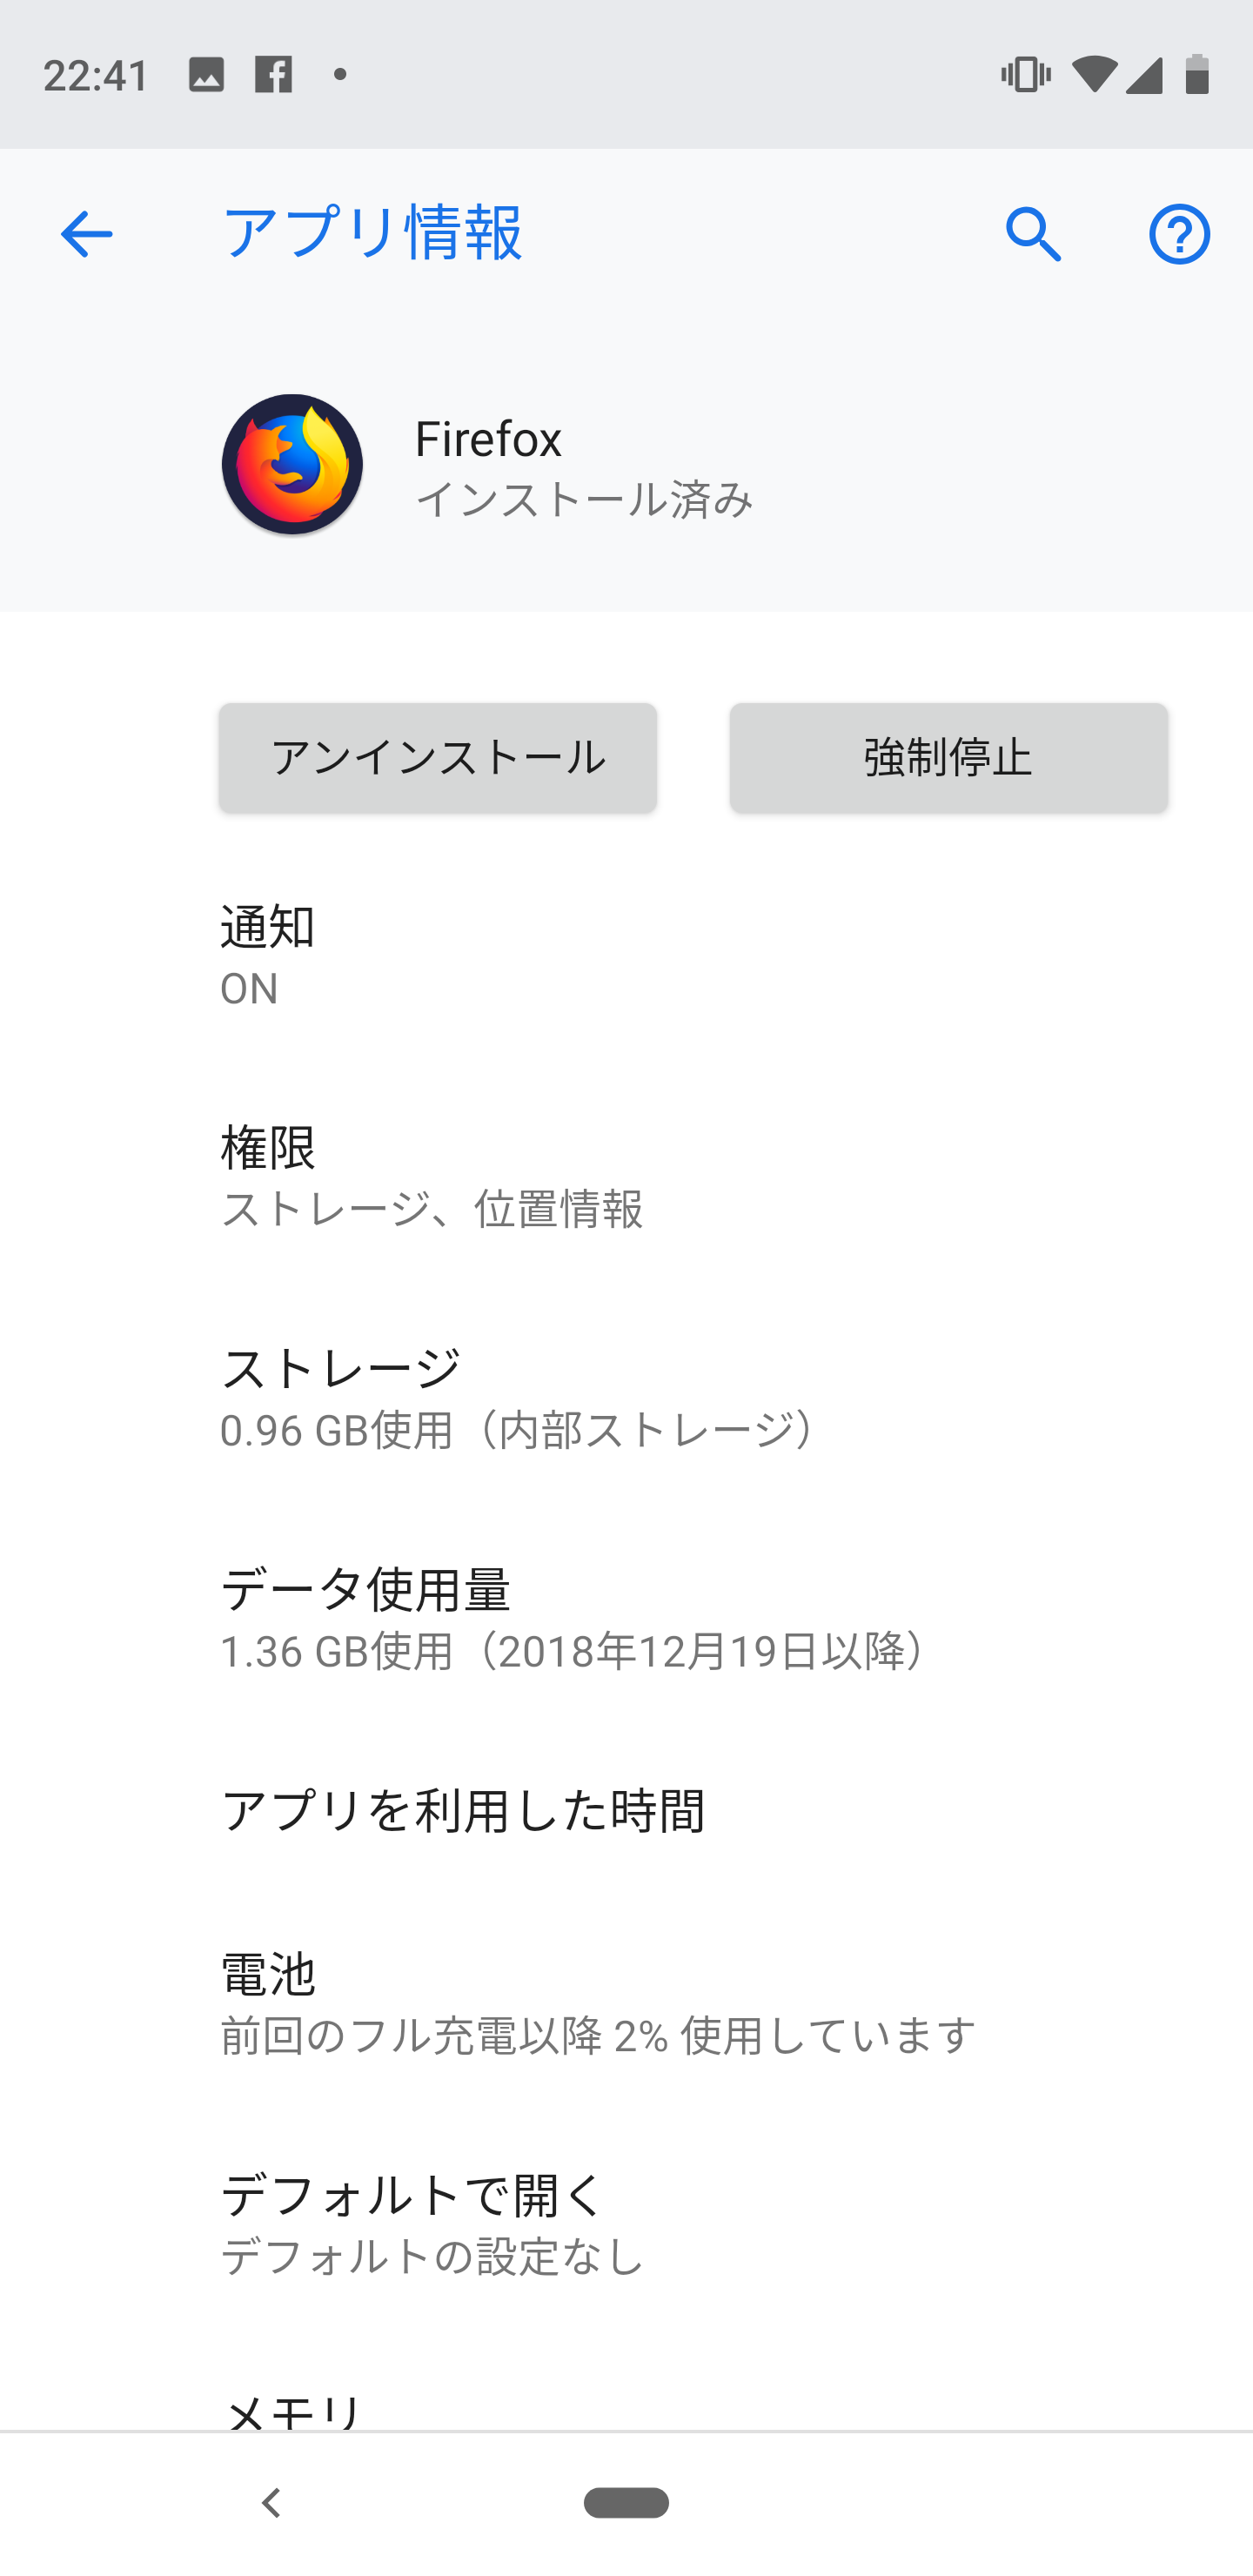 22:41
アプリ情報
Firefox
インストール済み
アンインストール
強制停止
通知
ON
権限
ストレージ、位置情報
ストレージ
0.96 GB使用（内部ストレージ）
データ使用量
1.36 GB使用（2018年12月19日以降）
アプリを利用した時間
電池
前回のフル充電以降 2% 使用しています
デフォルトで開く
デフォルトの設定なし
メモリ